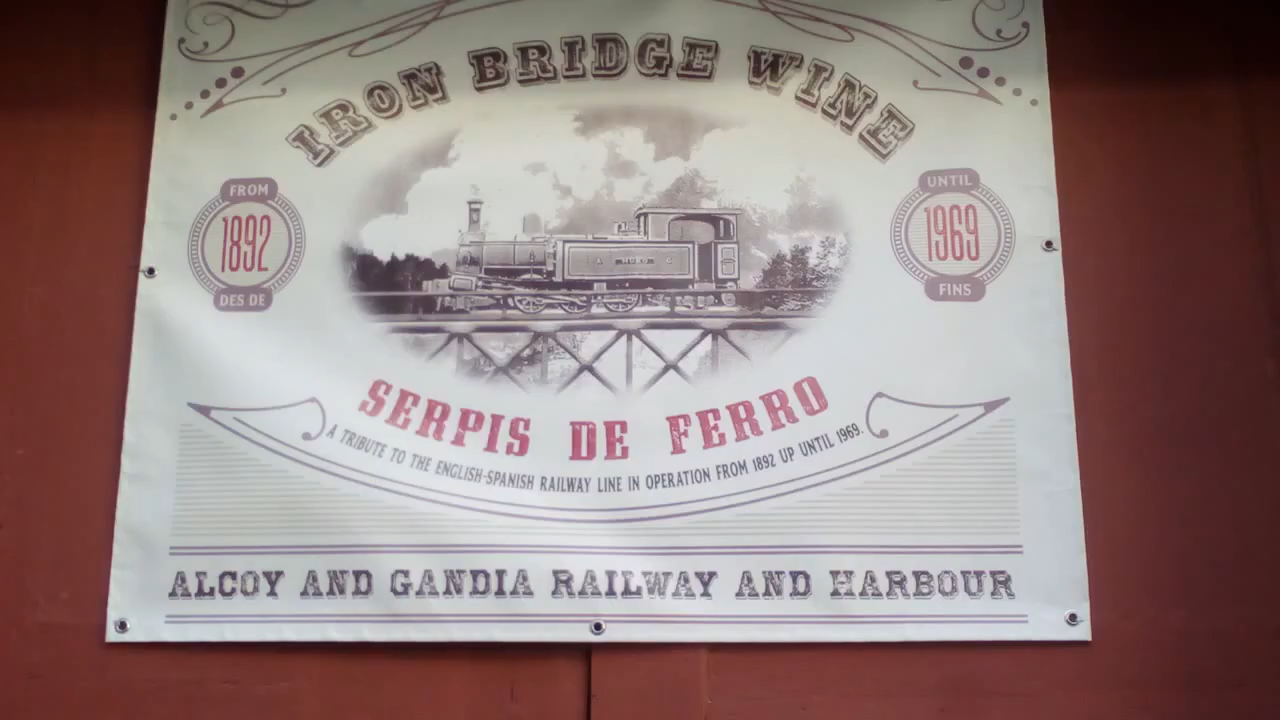 IRON BRIDGE WINE
FROM
1892
DES DE
UNTIL
1969
FINS
SERPIS DE FERRO
A TRIBUTE TO THE ENGLISH-SPANISH RAILWAY LINE IN OPERATION FROM 1892 UP UNTIL 1969.
ALCOY AND GANDIA RAILWAY AND HARBOUR